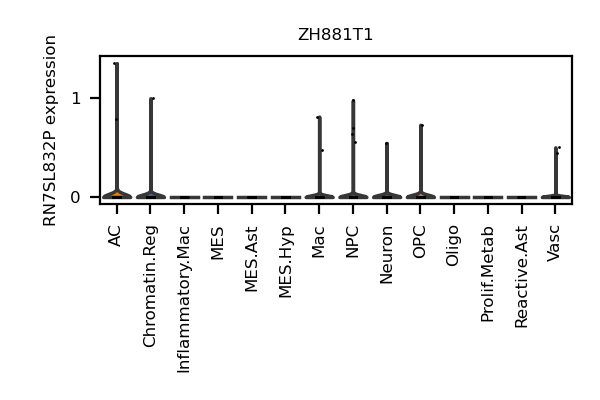 ZH881T1
RN7SL832P expression
1
0
AC
Chromatin.Reg
Inflammatory.Mac
MES
MES.Ast
MES.Hyp
Mac
NPC
Neuron
OPC
Oligo
Prolif.Metab
Reactive.Ast
Vasc